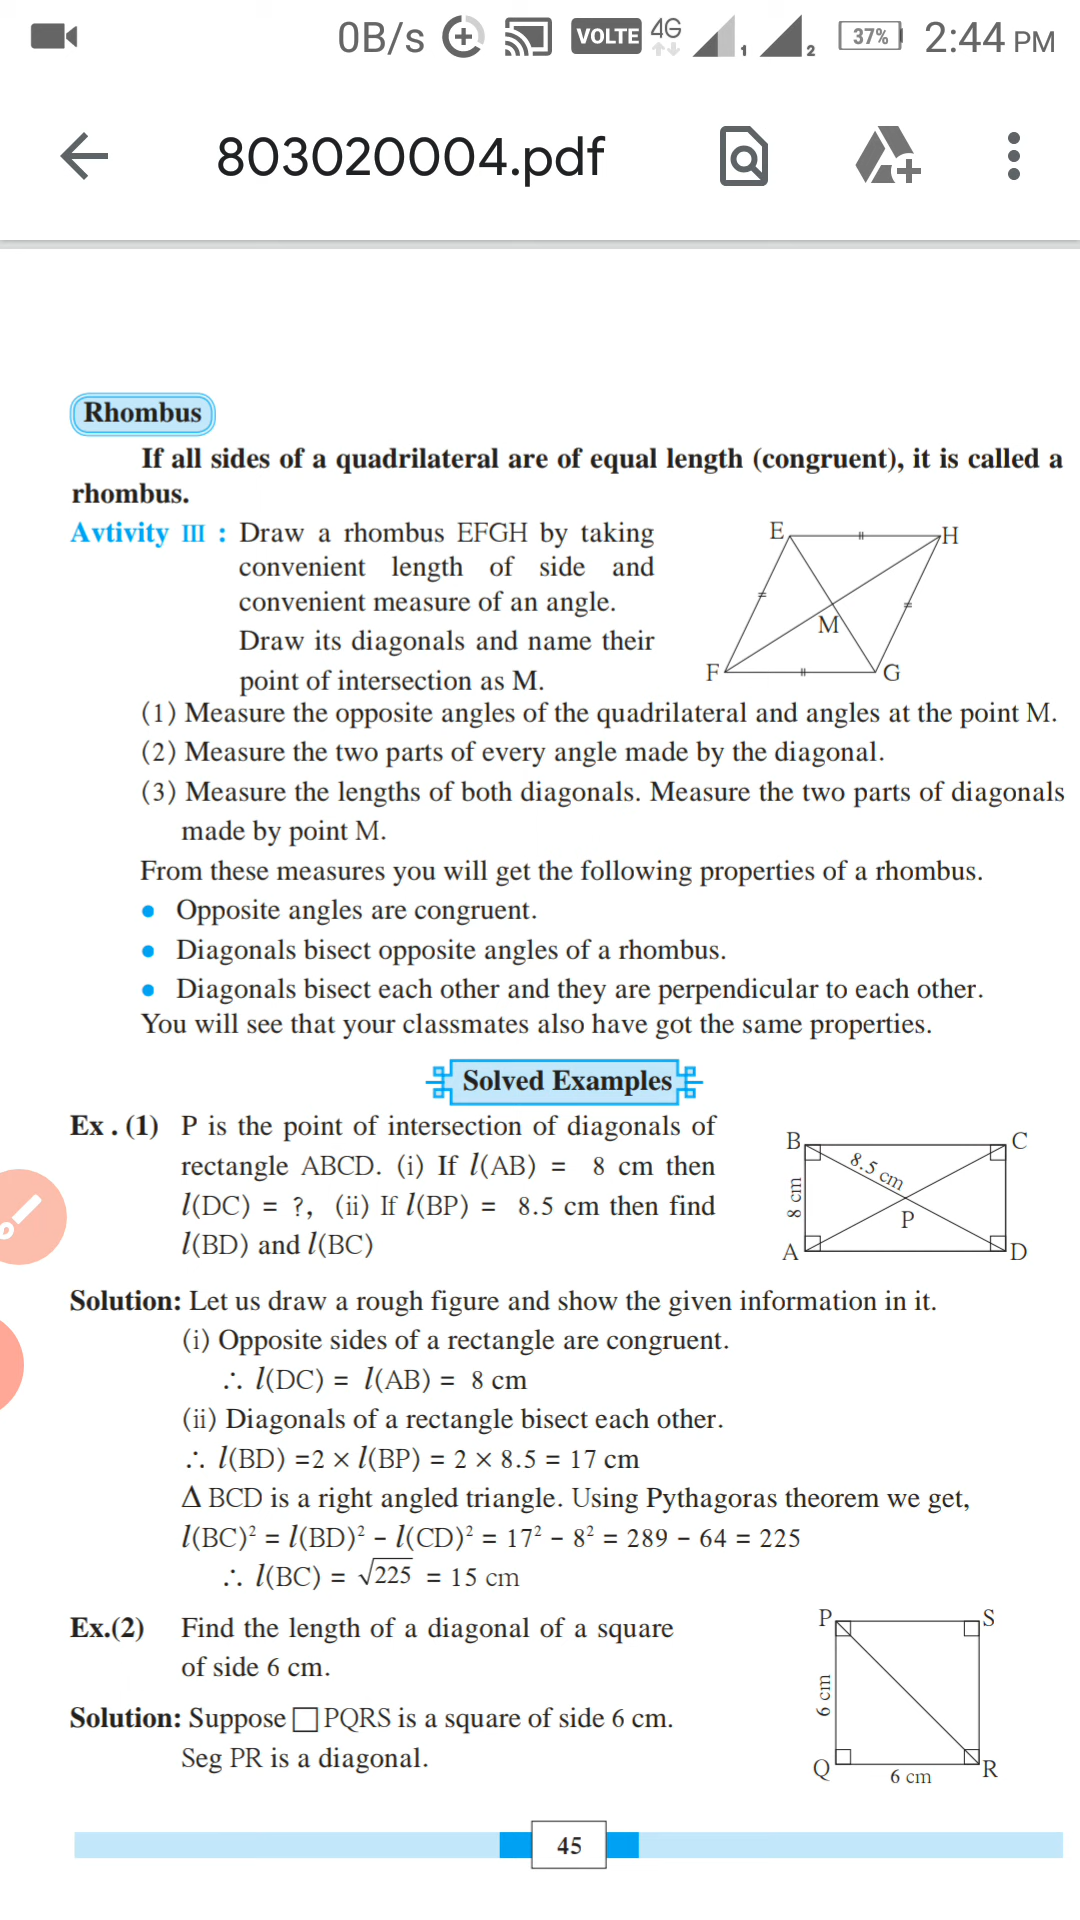 0B/s VOLTE 4G 1 2 37% 2:44 PM
803020004.pdf
Rhombus
If all sides of a quadrilateral are of equal length (congruent), it is called a
rhombus.
Avtivity III : Draw a rhombus EFGH by taking
convenient length of side and
convenient measure of an angle.
Draw its diagonals and name their
point of intersection as M.
E
H
M
F
G
(1) Measure the opposite angles of the quadrilateral and angles at the point M.
(2) Measure the two parts of every angle made by the diagonal.
(3) Measure the lengths of both diagonals. Measure the two parts of diagonals
made by point M.
From these measures you will get the following properties of a rhombus.
• Opposite angles are congruent.
• Diagonals bisect opposite angles of a rhombus.
• Diagonals bisect each other and they are perpendicular to each other.
You will see that your classmates also have got the same properties.
Solved Examples
Ex . (1) P is the point of intersection of diagonals of
rectangle ABCD. (i) If l(AB) = 8 cm then
l(DC) = ?, (ii) If l(BP) = 8.5 cm then find
l(BD) and l(BC)
B
C
8.5 cm
8 cm
P
A
D
Solution: Let us draw a rough figure and show the given information in it.
(i) Opposite sides of a rectangle are congruent.
∴ l(DC) = l(AB) = 8 cm
(ii) Diagonals of a rectangle bisect each other.
∴ l(BD) =2 × l(BP) = 2 × 8.5 = 17 cm
Δ BCD is a right angled triangle. Using Pythagoras theorem we get,
l(BC)² = l(BD)² - l(CD)² = 17² - 8² = 289 - 64 = 225
∴ l(BC) = √225 = 15 cm
Ex.(2) Find the length of a diagonal of a square
of side 6 cm.
Solution: Suppose □ PQRS is a square of side 6 cm.
Seg PR is a diagonal.
P
S
6 cm
Q
6 cm
R
45